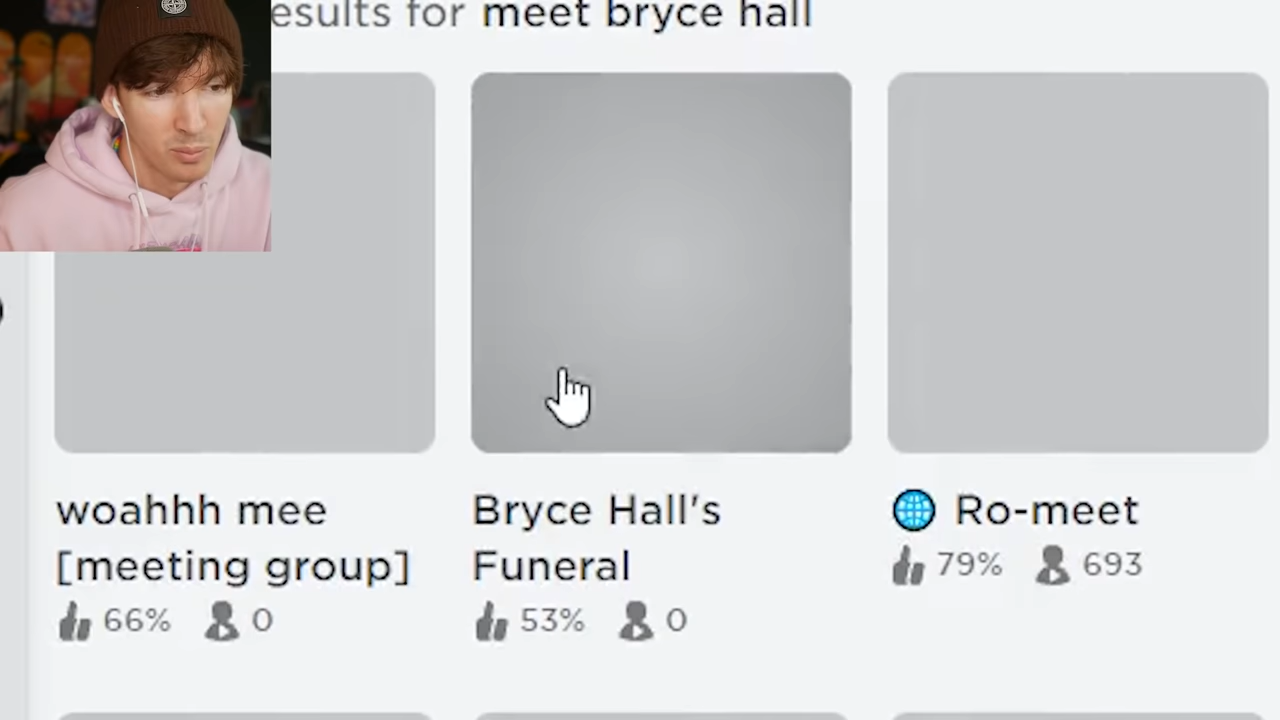 esults for meet bryce hall
woahhh mee
[meeting group]
66% 0
Bryce Hall's
Funeral
53% 0
Ro-meet
79% 693